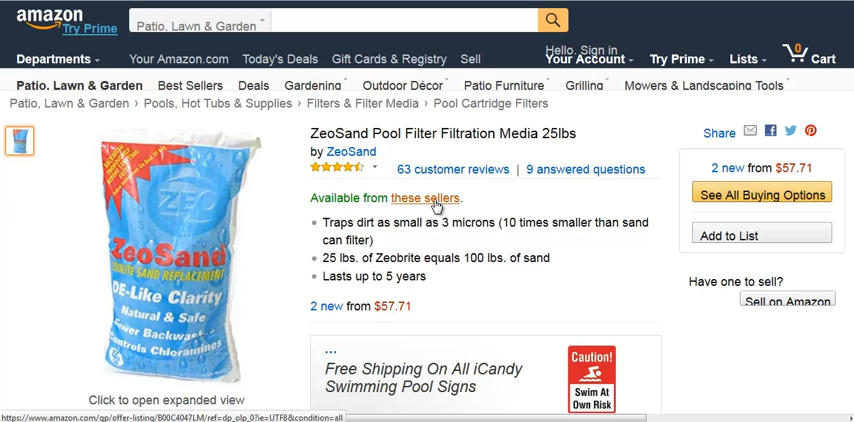 amazon
Try Prime
Patio, Lawn & Garden
Departments
Your Amazon.com
Today's Deals
Gift Cards & Registry
Sell
Hello, Sign in
Your Account
Try Prime
Lists
0
Cart
Patio, Lawn & Garden
Best Sellers
Deals
Gardening
Outdoor Décor
Patio Furniture
Grilling
Mowers & Landscaping Tools
Patio, Lawn & Garden › Pools, Hot Tubs & Supplies › Filters & Filter Media › Pool Cartridge Filters
ZEO
ZeoSand
ZEOLITE SAND REPLACEMENT
DE-Like Clarity
Natural & Safe
Fewer Backwashes
Controls Chloramines
Click to open expanded view
ZeoSand Pool Filter Filtration Media 25lbs
by ZeoSand
63 customer reviews | 9 answered questions
Available from these sellers.
Traps dirt as small as 3 microns (10 times smaller than sand
can filter)
25 lbs. of Zeobrite equals 100 lbs. of sand
Lasts up to 5 years
2 new from $57.71
...
Free Shipping On All iCandy
Swimming Pool Signs
Caution!
Swim At
Own Risk
Share
2 new from $57.71
See All Buying Options
Add to List
Have one to sell?
Sell on Amazon
https://www.amazon.com/gp/offer-listing/B00C4047LM/ref=dp_olp_0?ie=UTF8&condition=all